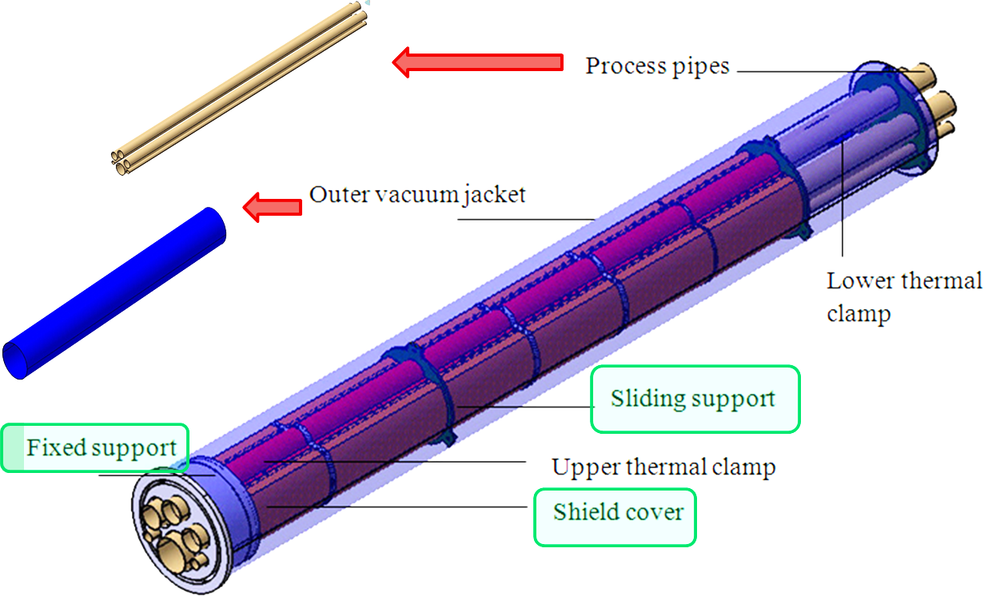 Process pipes
Outer vacuum jacket
Lower thermal
clamp
Sliding support
Fixed support
Upper thermal clamp
Shield cover